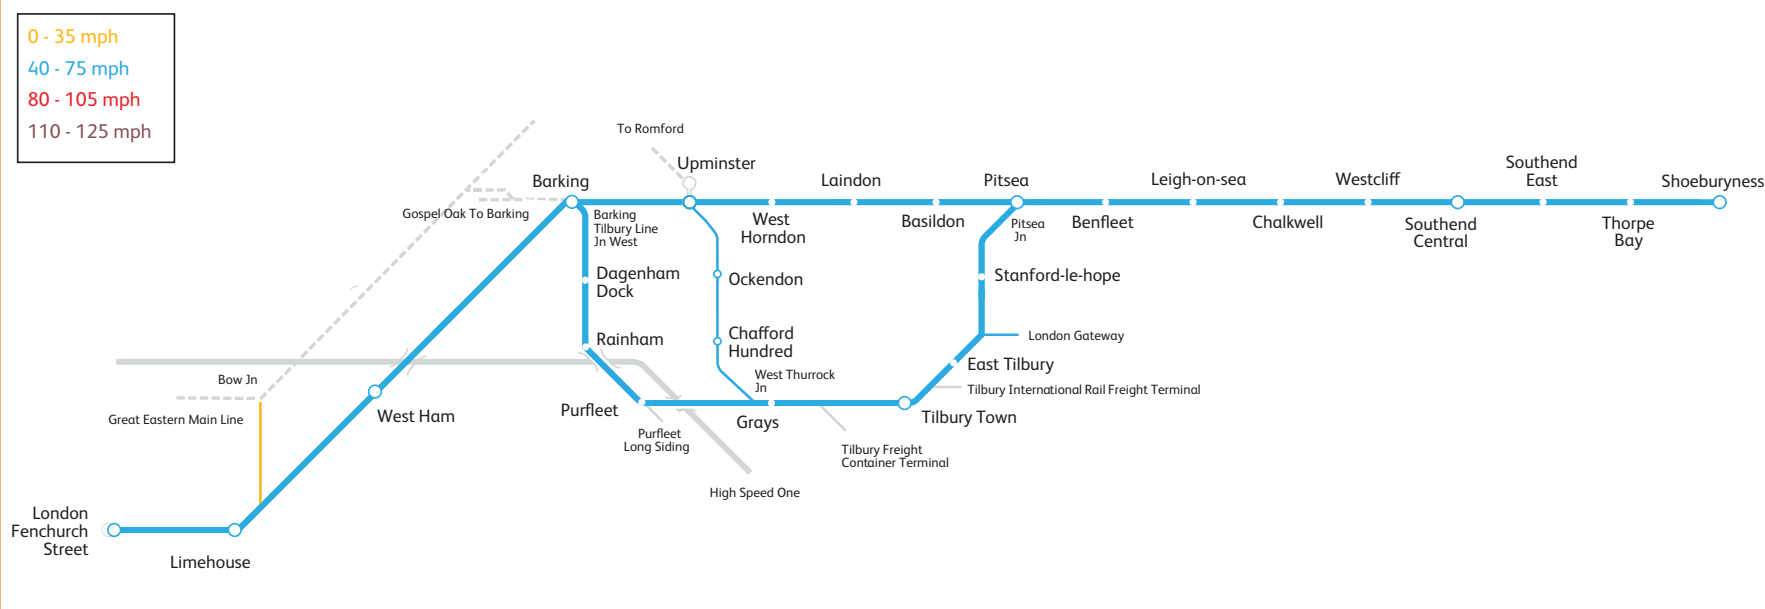 0 - 35 mph
40 - 75 mph
80 - 105 mph
110 - 125 mph
To Romford
Upminster
Barking
Laindon
Pitsea
Leigh-on-sea
Westcliff
Southend
East
Shoeburyness
Gospel Oak To Barking
Barking
Tilbury Line
Jn West
West
Horndon
Basildon
Pitsea
Jn
Benfleet
Chalkwell
Southend
Central
Thorpe
Bay
Dagenham
Dock
Ockendon
Stanford-le-hope
Rainham
Chafford
Hundred
London Gateway
Bow Jn
West Thurrock
Jn
East Tilbury
Tilbury International Rail Freight Terminal
Great Eastern Main Line
West Ham
Purfleet
Grays
Tilbury Town
Purfleet
Long Siding
Tilbury Freight
Container Terminal
High Speed One
London
Fenchurch
Street
Limehouse